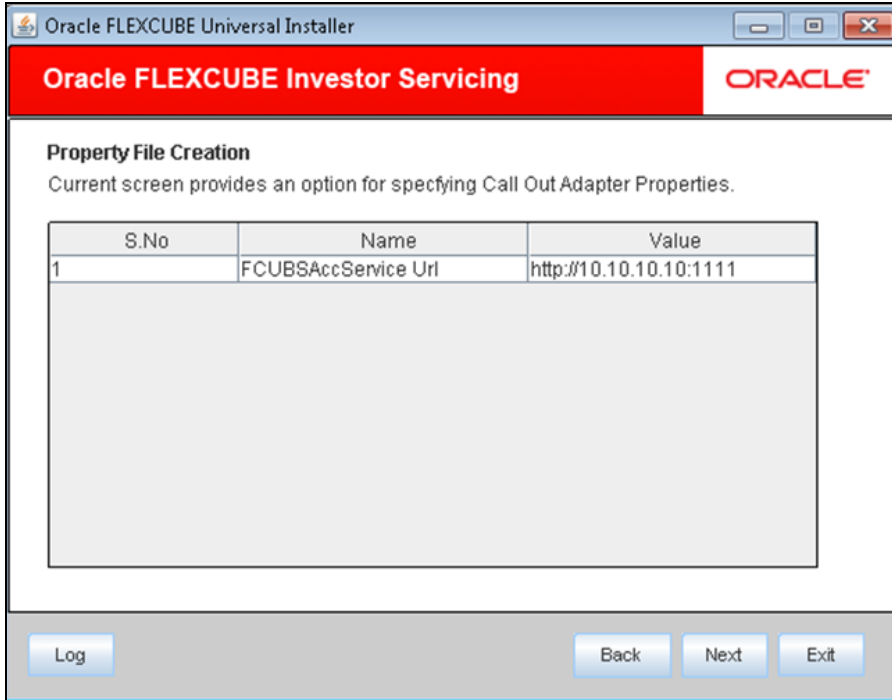 Oracle FLEXCUBE Universal Installer
Oracle FLEXCUBE Investor Servicing
ORACLE
Property File Creation
Current screen provides an option for specfying Call Out Adapter Properties.
S.No Name Value
1 FCUBSAccService Url http://10.10.10.10:1111
Log Back Next Exit